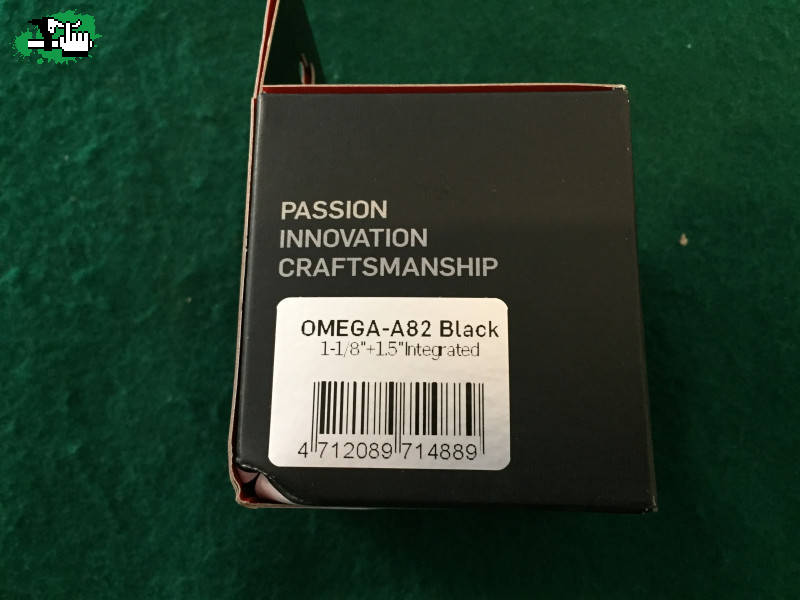 PASSION
INNOVATION
CRAFTSMANSHIP
OMEGA-A82 Black
1-1/8"+1.5"Integrated
4 712089 714889